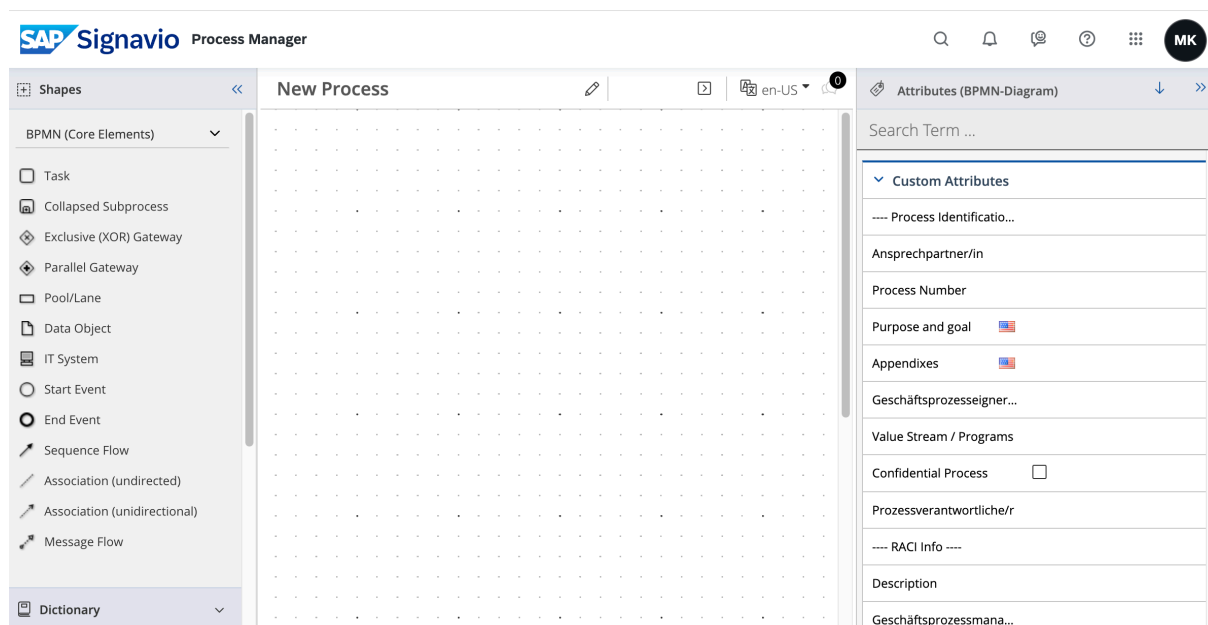 SAP Signavio Process Manager
MK
Shapes
New Process
en-US
0
Attributes (BPMN-Diagram)
BPMN (Core Elements)
Search Term ...
Task
Collapsed Subprocess
Exclusive (XOR) Gateway
Parallel Gateway
Pool/Lane
Data Object
IT System
Start Event
End Event
Sequence Flow
Association (undirected)
Association (unidirectional)
Message Flow
Dictionary
Custom Attributes
---- Process Identificatio...
Ansprechpartner/in
Process Number
Purpose and goal
Appendixes
Geschäftsprozesseigner...
Value Stream / Programs
Confidential Process
Prozessverantwortliche/r
---- RACI Info ----
Description
Geschäftsprozessmana...